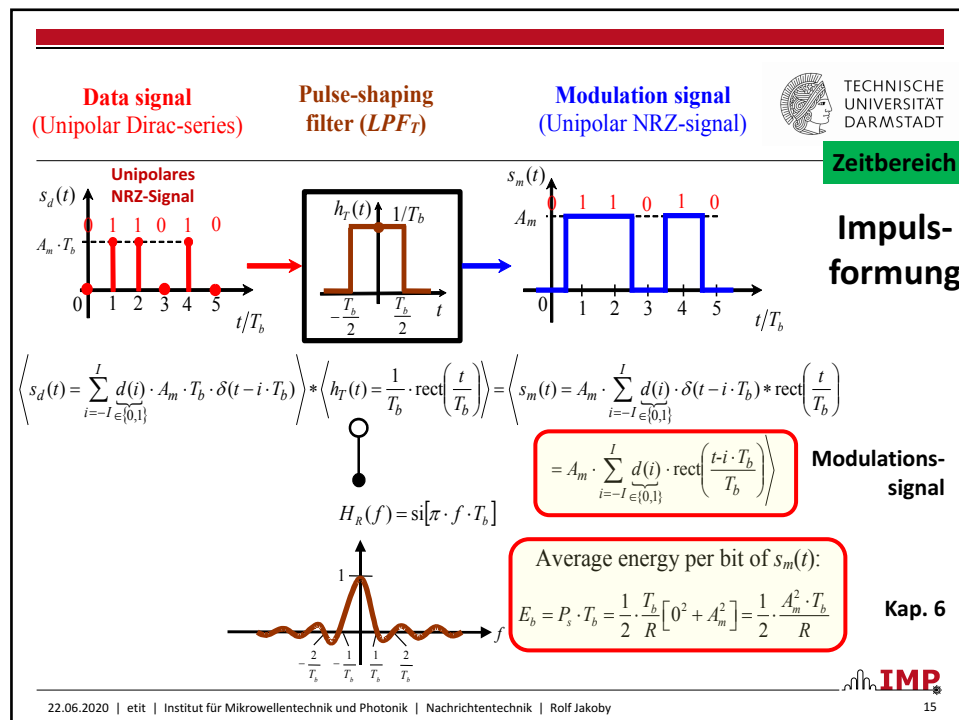 Data signal
(Unipolar Dirac-series)
Pulse-shaping
filter (LPF_T)
Modulation signal
(Unipolar NRZ-signal)
TECHNISCHE
UNIVERSITÄT
DARMSTADT
Zeitbereich
Impuls-
formung
Unipolares
NRZ-Signal
s_d(t)
0 1 1 0 1 0
A_m · T_b
0 1 2 3 4 5
t/T_b
h_T(t)
1/T_b
-T_b/2 T_b/2 t
s_m(t)
0 1 1 0 1 0
A_m
0 1 2 3 4 5
t/T_b
⟨s_d(t) = ∑_{i=-I}^{I} d(i)_{∈{0,1}} · A_m · T_b · δ(t − i · T_b)⟩ * ⟨h_T(t) = 1/T_b · rect(t/T_b)⟩ = ⟨s_m(t) = A_m · ∑_{i=-I}^{I} d(i)_{∈{0,1}} · δ(t − i · T_b) * rect(t/T_b)
= A_m · ∑_{i=-I}^{I} d(i)_{∈{0,1}} · rect((t-i · T_b)/T_b)⟩
Modulations-
signal
H_R(f) = si[π · f · T_b]
1
f
-2/T_b -1/T_b 1/T_b 2/T_b
Average energy per bit of s_m(t):
E_b = P_s · T_b = 1/2 · T_b/R [0² + A_m²] = 1/2 · A_m² · T_b/R
Kap. 6
IMP
22.06.2020 | etit | Institut für Mikrowellentechnik und Photonik | Nachrichtentechnik | Rolf Jakoby
15